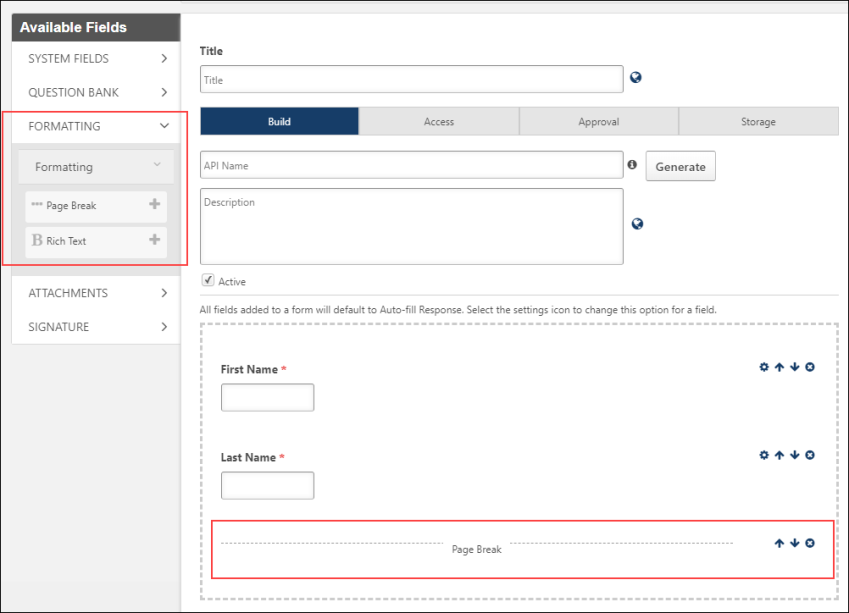 Available Fields
SYSTEM FIELDS
QUESTION BANK
FORMATTING
Formatting
Page Break
B Rich Text
ATTACHMENTS
SIGNATURE
Title
Title
Build Access Approval Storage
API Name
Generate
Description
Active
All fields added to a form will default to Auto-fill Response. Select the settings icon to change this option for a field.
First Name *
Last Name *
Page Break